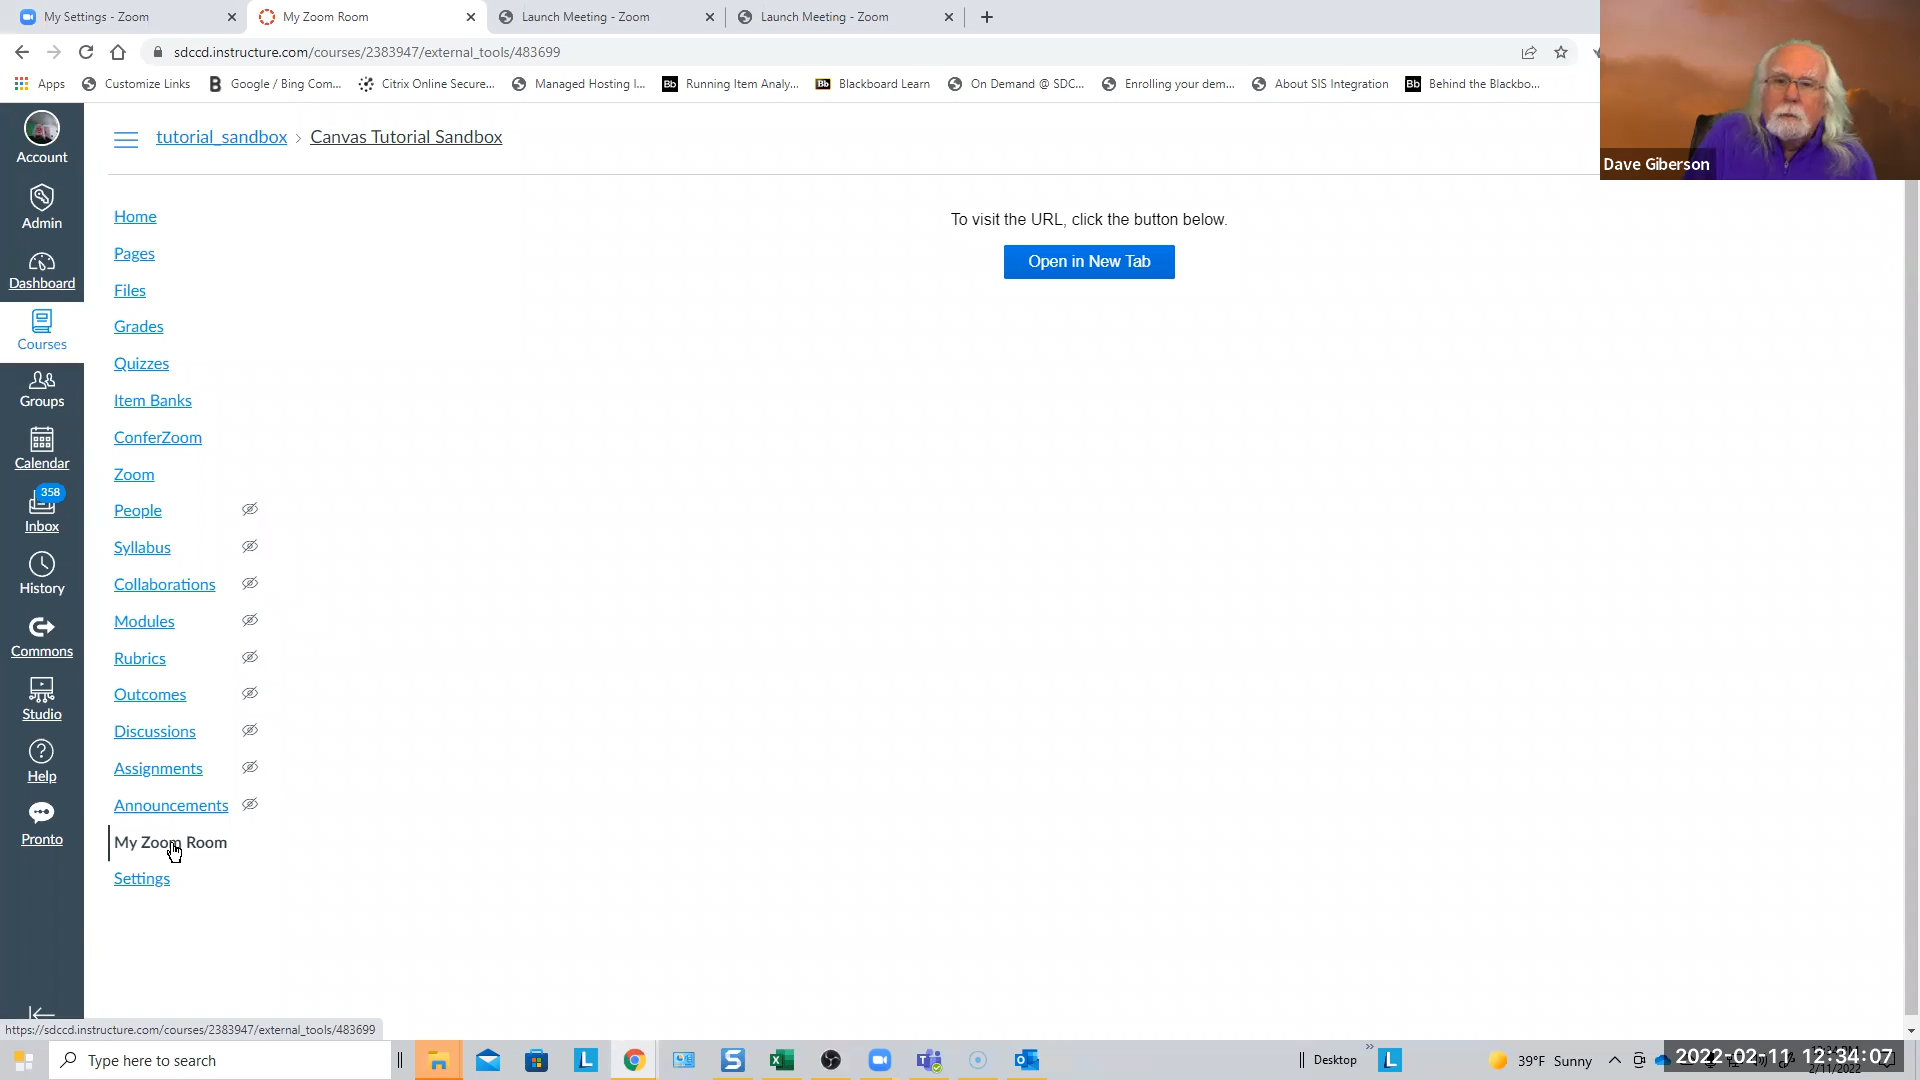 My Settings - Zoom
My Zoom Room
Launch Meeting - Zoom
Launch Meeting - Zoom
sdccd.instructure.com/courses/2383947/external_tools/483699
Apps
Customize Links
Google / Bing Com...
Citrix Online Secure...
Managed Hosting I...
Running Item Analy...
Blackboard Learn
On Demand @ SDC...
Enrolling your dem...
About SIS Integration
Behind the Blackbo...
Dave Giberson
Account
Admin
Dashboard
Courses
Groups
Calendar
358
Inbox
History
Commons
Studio
Help
Pronto
tutorial_sandbox › Canvas Tutorial Sandbox
Home
Pages
Files
Grades
Quizzes
Item Banks
ConferZoom
Zoom
People
Syllabus
Collaborations
Modules
Rubrics
Outcomes
Discussions
Assignments
Announcements
My Zoom Room
Settings
To visit the URL, click the button below.
Open in New Tab
https://sdccd.instructure.com/courses/2383947/external_tools/483699
Type here to search
Desktop
39°F Sunny
2022-02-11 12:34:07
2/11/2022